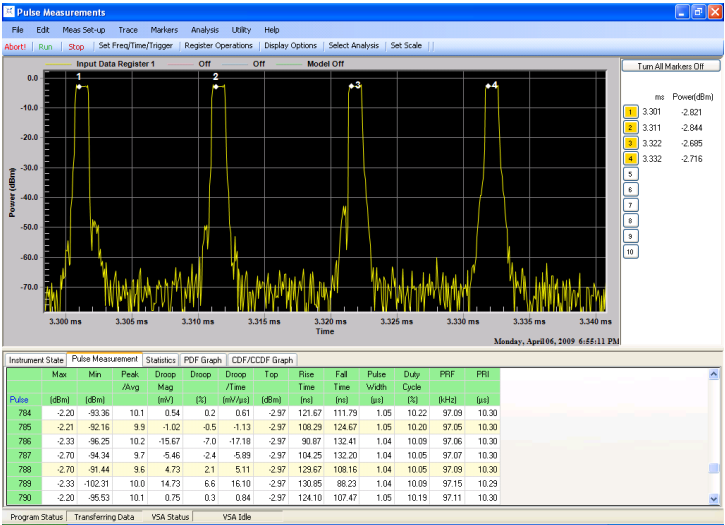 Pulse Measurements
File Edit Meas Set-up Trace Markers Analysis Utility Help
Abort! Run Stop Set Freq/Time/Trigger Register Operations Display Options Select Analysis Set Scale
Input Data Register 1 Off Off Model Off
Turn All Markers Off
ms Power(dBm)
1 3.301 -2.821
2 3.311 -2.844
3 3.322 -2.685
4 3.332 -2.716
5
6
7
8
9
10
Power (dBm)
0.0
-10.0
-20.0
-30.0
-40.0
-50.0
-60.0
-70.0
1 2 3 4
3.300 ms 3.305 ms 3.310 ms 3.315 ms 3.320 ms 3.325 ms 3.330 ms 3.335 ms 3.340 ms
Time
Monday, April 06, 2009 6:55:11 PM
Instrument State Pulse Measurement Statistics PDF Graph CDF/CCDF Graph
Max Min Peak Droop Droop Droop Top Rise Fall Pulse Duty PRF PRI
/Avg Mag /Time Time Time Width Cycle
Pulse (dBm) (dBm) (mV) (%) (mV/µs) (dBm) (ns) (ns) (µs) (%) (kHz) (µs)
784 -2.20 -93.36 10.1 0.54 0.2 0.61 -2.97 121.67 111.79 1.05 10.22 97.09 10.30
785 -2.21 -92.16 9.9 -1.02 -0.5 -1.13 -2.97 108.29 124.67 1.05 10.20 97.05 10.30
786 -2.33 -96.25 10.2 -15.67 -7.0 -17.18 -2.97 90.87 132.41 1.04 10.09 97.06 10.30
787 -2.70 -94.34 9.7 -5.46 -2.4 -5.89 -2.97 104.25 132.20 1.04 10.05 97.07 10.30
788 -2.70 -91.44 9.6 4.73 2.1 5.11 -2.97 129.67 108.16 1.04 10.05 97.09 10.30
789 -2.33 -102.31 10.0 14.73 6.6 16.10 -2.97 130.85 88.23 1.04 10.09 97.15 10.29
790 -2.20 -95.53 10.1 0.75 0.3 0.84 -2.97 124.10 107.47 1.05 10.19 97.11 10.30
Program Status Transferring Data VSA Status VSA Idle